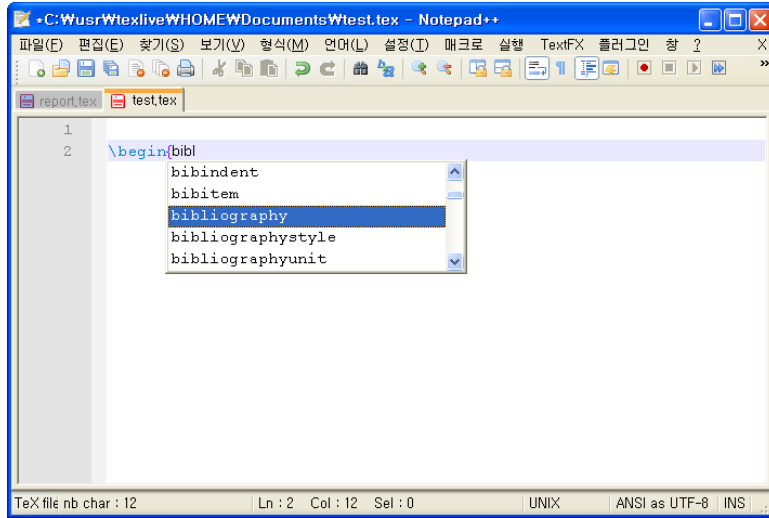 *C:₩usr₩texlive₩HOME₩Documents₩test.tex - Notepad++
파일(F) 편집(E) 찾기(S) 보기(V) 형식(M) 언어(L) 설정(T) 매크로 실행 TextFX 플러그인 창 ? X
report.tex test.tex
1
2 \begin{bibl
bibindent
bibitem
bibliography
bibliographystyle
bibliographyunit
TeX file nb char : 12 Ln : 2 Col : 12 Sel : 0 UNIX ANSI as UTF-8 INS